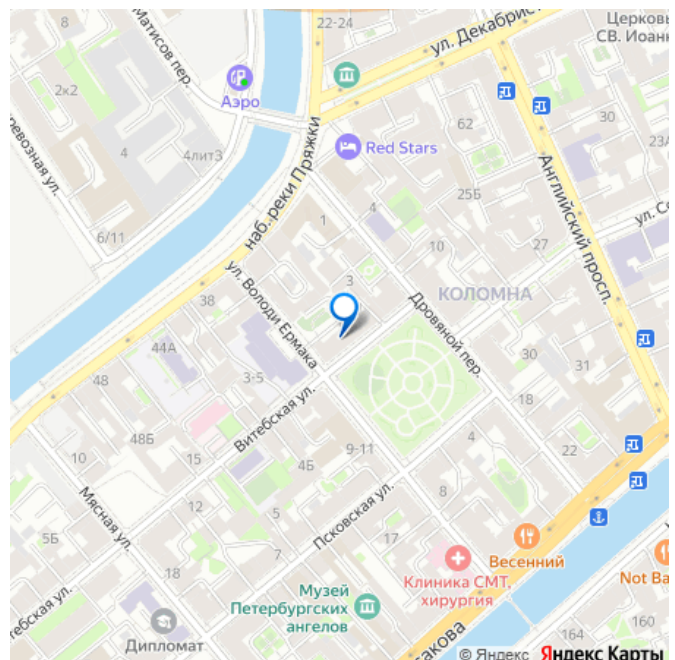 22-24
Церковь
СВ. Иоанн
ул. Декабрист
8
Матисов пер.
Аэро
2к2
62
30
23А
4
4лит3
Red Stars
ревозная ул.
наб. реки Пряжки
Английский просп.
25Б
4
1
ул. Со
6/11
10
27
ул. Володи Ермака
3
КОЛОМНА
38
Дровяной пер.
44А
31
30
48
3-5
18
Витебская ул.
48Б
9-11
4
22
10
15
4Б
Мясная ул.
8
12
Псковская ул.
5
5Б
17
7
Весенний
18
Клиника СМТ,
хирургия
Not Ba
Музей
Петербургских
ангелов
тебская ул.
Дипломат
сакова
164
160
© Яндекс Яндекс Карты